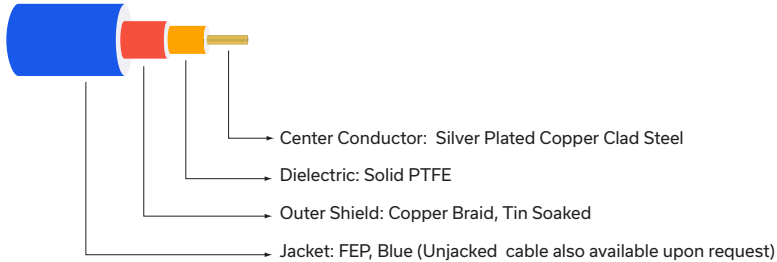 Center Conductor: Silver Plated Copper Clad Steel
Dielectric: Solid PTFE
Outer Shield: Copper Braid, Tin Soaked
Jacket: FEP, Blue (Unjacked cable also available upon request)